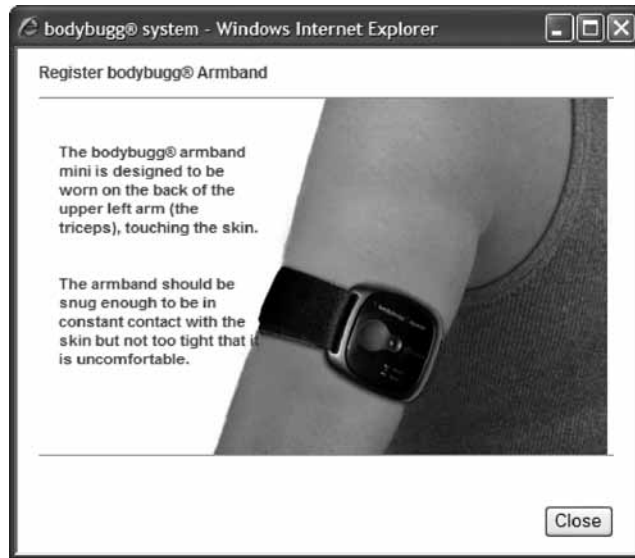 bodybugg® system - Windows Internet Explorer
Register bodybugg® Armband
The bodybugg® armband
mini is designed to be
worn on the back of the
upper left arm (the
triceps), touching the skin.
The armband should be
snug enough to be in
constant contact with the
skin but not too tight that it
is uncomfortable.
Close